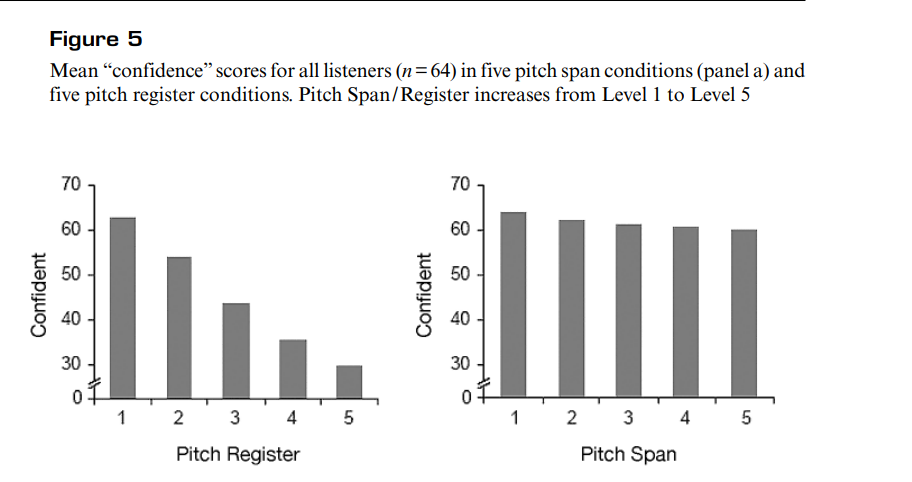 Figure 5
Mean “confidence” scores for all listeners (n=64) in five pitch span conditions (panel a) and
five pitch register conditions. Pitch Span/Register increases from Level 1 to Level 5
70
60
50
40
30
0
Confident
1 2 3 4 5
Pitch Register
70
60
50
40
30
0
Confident
1 2 3 4 5
Pitch Span